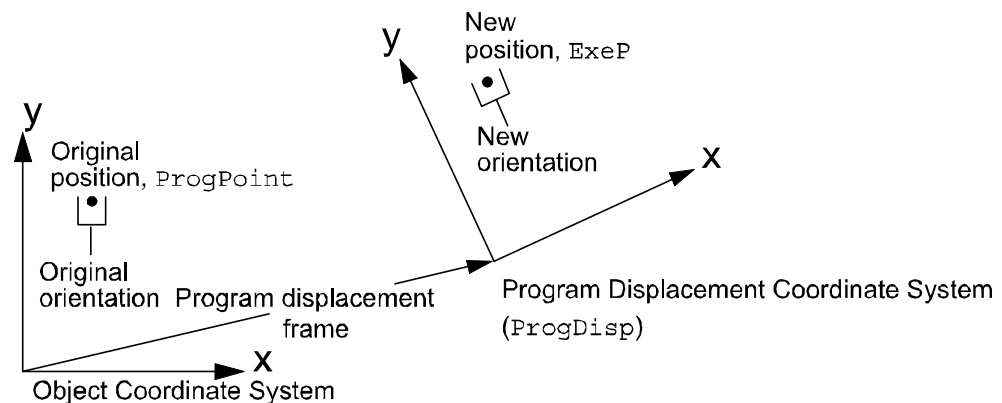 y
Original
position, ProgPoint
Original
orientation
Program displacement
frame
x
Object Coordinate System
y
New
position, ExeP
New
orientation
x
Program Displacement Coordinate System
(ProgDisp)